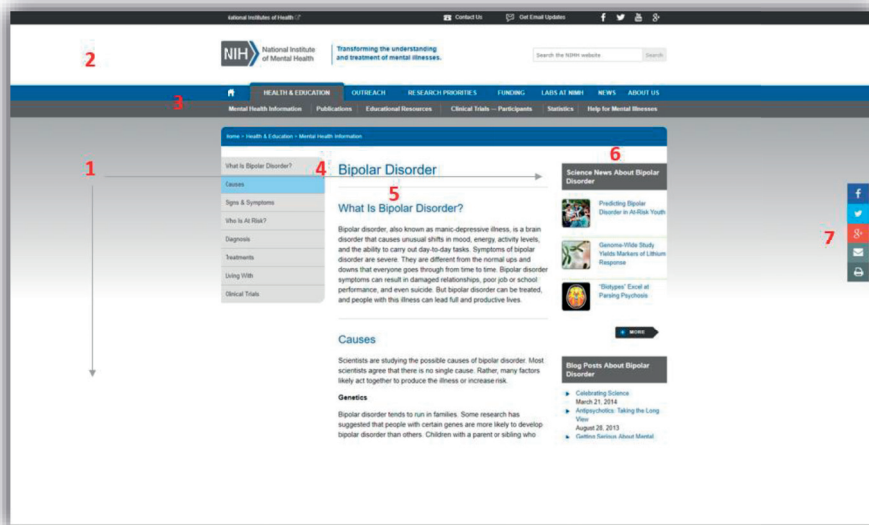 National Institutes of Health
Contact Us
Get Email Updates
2
NIH
National Institute
of Mental Health
Transforming the understanding
and treatment of mental illnesses.
Search the NIMH website
Search
HEALTH & EDUCATION OUTREACH RESEARCH PRIORITIES FUNDING LABS AT NIMH NEWS ABOUT US
3
Mental Health Information Publications Educational Resources Clinical Trials — Participants Statistics Help for Mental Illnesses
Home › Health & Education › Mental Health Information
1
4
What Is Bipolar Disorder?
Causes
Signs & Symptoms
Who Is At Risk?
Diagnosis
Treatments
Living With
Clinical Trials
Bipolar Disorder
5
What Is Bipolar Disorder?
Bipolar disorder, also known as manic-depressive illness, is a brain
disorder that causes unusual shifts in mood, energy, activity levels,
and the ability to carry out day-to-day tasks. Symptoms of bipolar
disorder are severe. They are different from the normal ups and
downs that everyone goes through from time to time. Bipolar disorder
symptoms can result in damaged relationships, poor job or school
performance, and even suicide. But bipolar disorder can be treated,
and people with this illness can lead full and productive lives.
Causes
Scientists are studying the possible causes of bipolar disorder. Most
scientists agree that there is no single cause. Rather, many factors
likely act together to produce the illness or increase risk.
Genetics
Bipolar disorder tends to run in families. Some research has
suggested that people with certain genes are more likely to develop
bipolar disorder than others. Children with a parent or sibling who
6
Science News About Bipolar
Disorder
Predicting Bipolar
Disorder in At-Risk Youth
Genome-Wide Study
Yields Markers of Lithium
Response
"Biotypes" Excel at
Parsing Psychosis
MORE
Blog Posts About Bipolar
Disorder
Celebrating Science
March 21, 2014
Antipsychotics: Taking the Long
View
August 28, 2013
Getting Serious About Mental
7